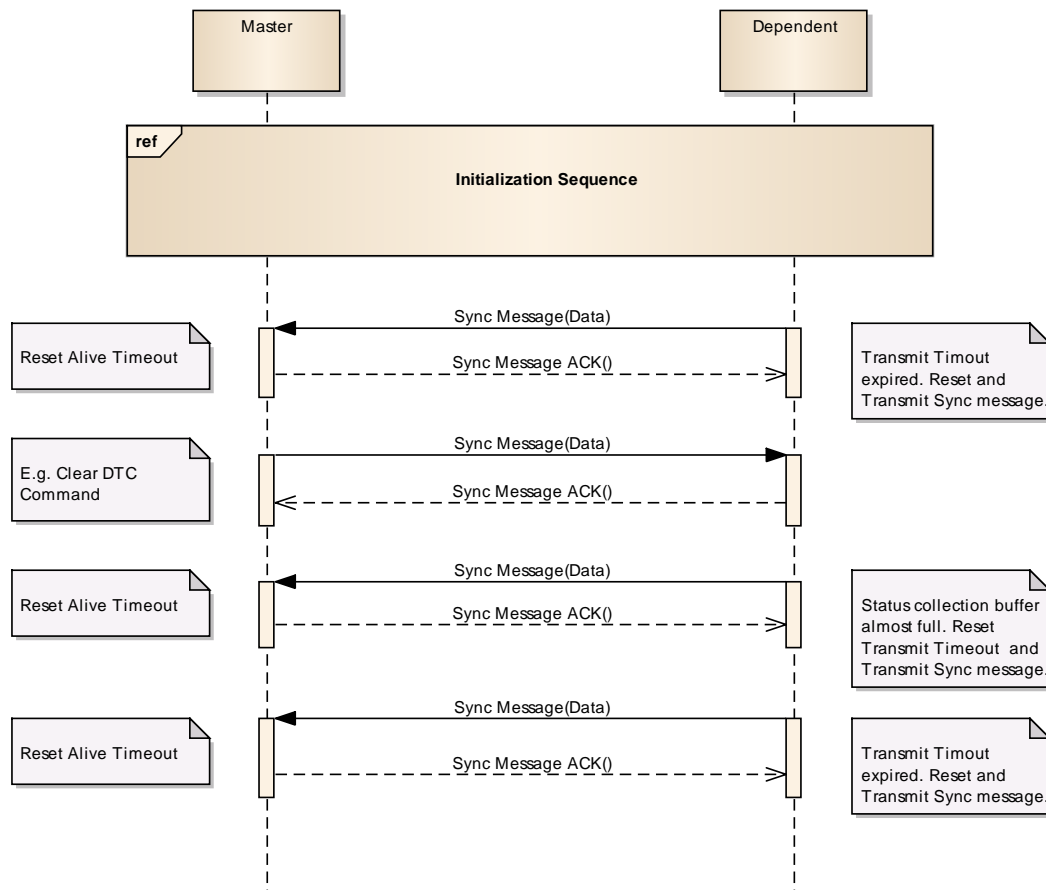 Master
Dependent
ref
Initialization Sequence
Sync Message(Data)
Reset Alive Timeout
Sync Message ACK()
Transmit Timout
expired. Reset and
Transmit Sync message.
Sync Message(Data)
E.g. Clear DTC
Command
Sync Message ACK()
Sync Message(Data)
Reset Alive Timeout
Sync Message ACK()
Status collection buffer
almost full. Reset
Transmit Timeout and
Transmit Sync message.
Sync Message(Data)
Reset Alive Timeout
Sync Message ACK()
Transmit Timout
expired. Reset and
Transmit Sync message.